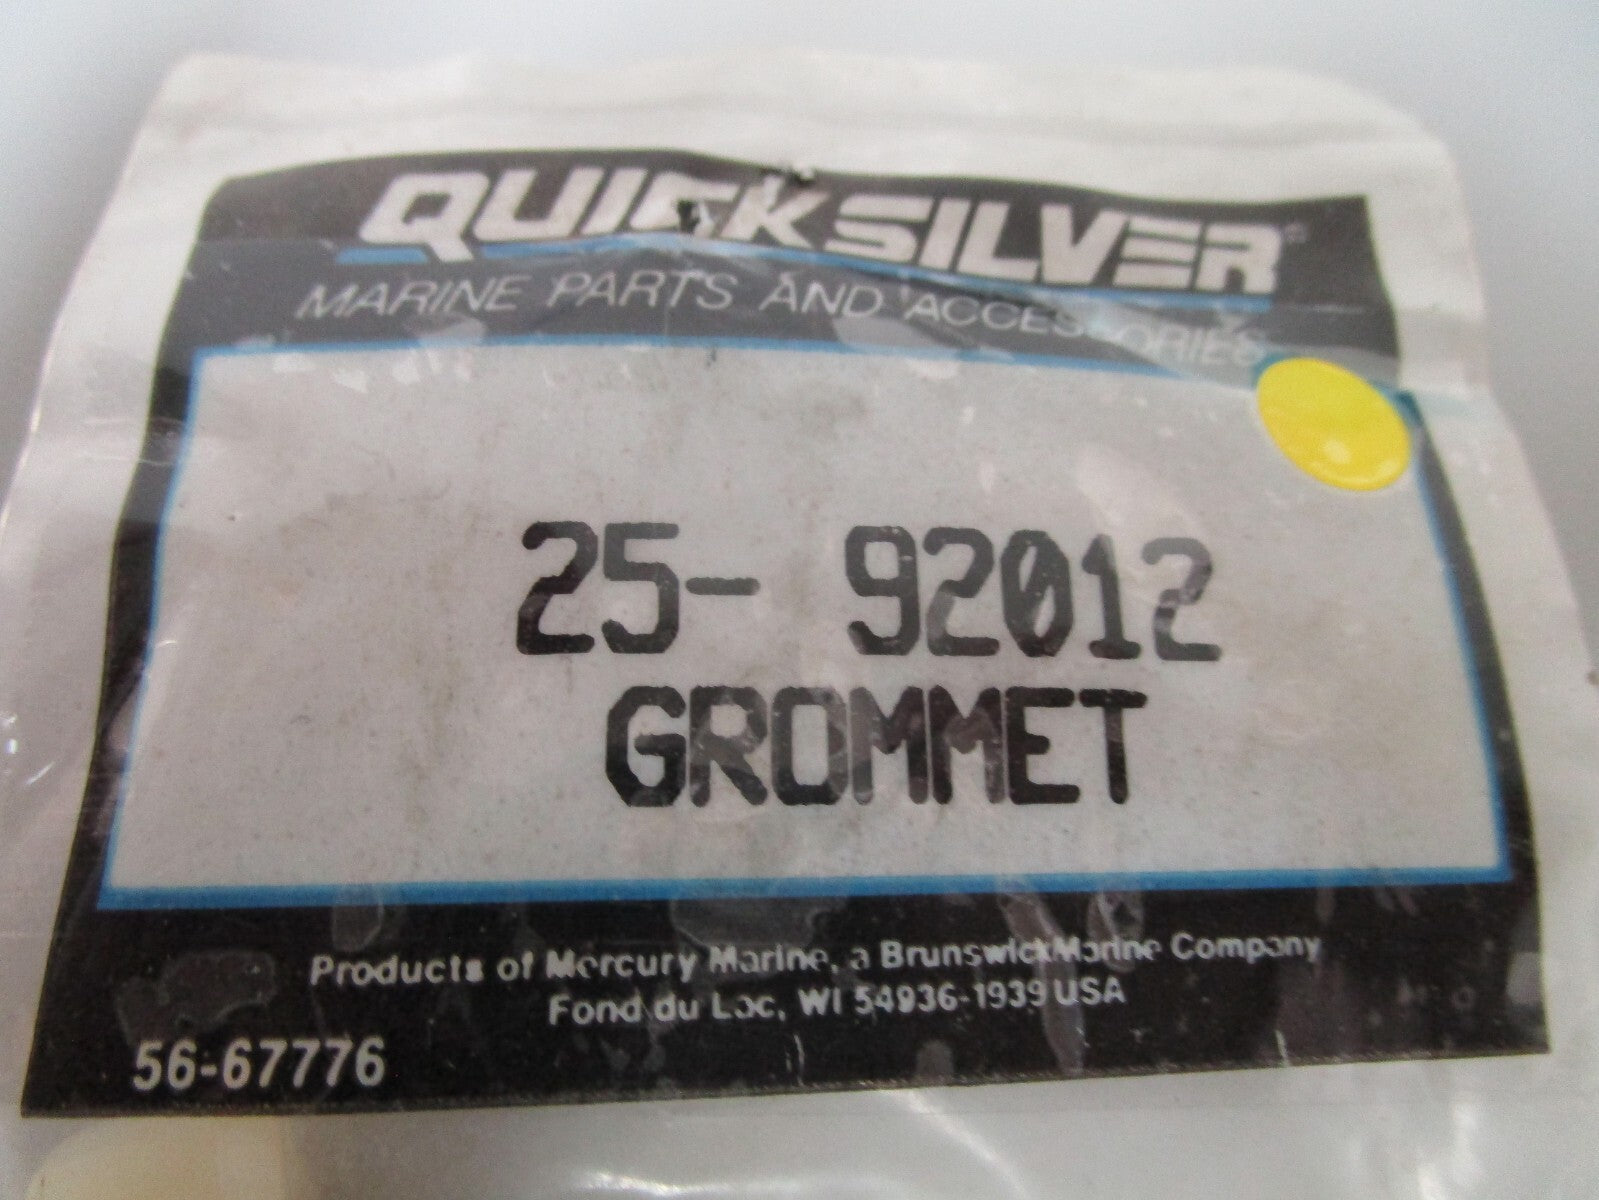 QUICKSILVER®
MARINE PARTS AND ACCESSORIES
25- 92012
GROMMET
Products of Mercury Marine, a Brunswick Marine Company
Fond du Lac, WI 54936-1939 USA
56-67776